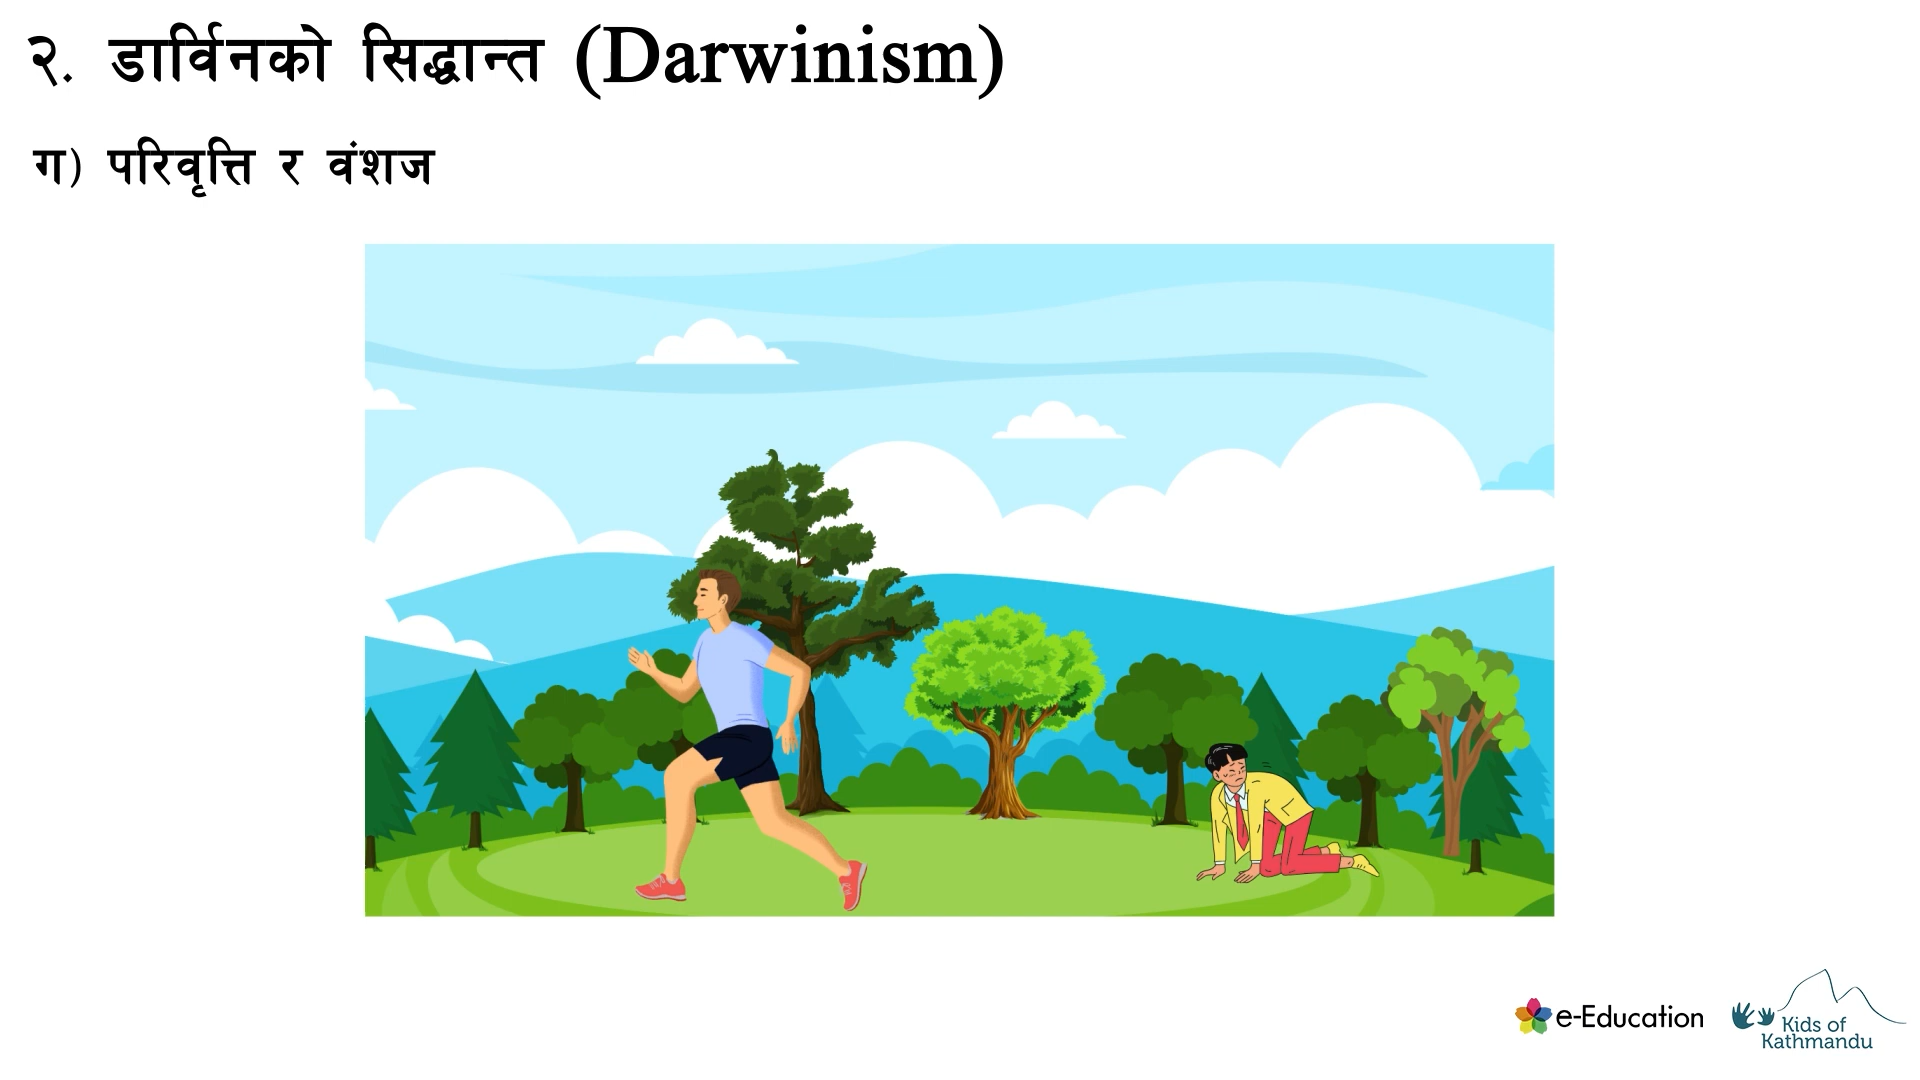 २. डार्विनको सिद्धान्त (Darwinism)
ग) परिवृत्ति र वंशज
e-Education
Kids of
Kathmandu